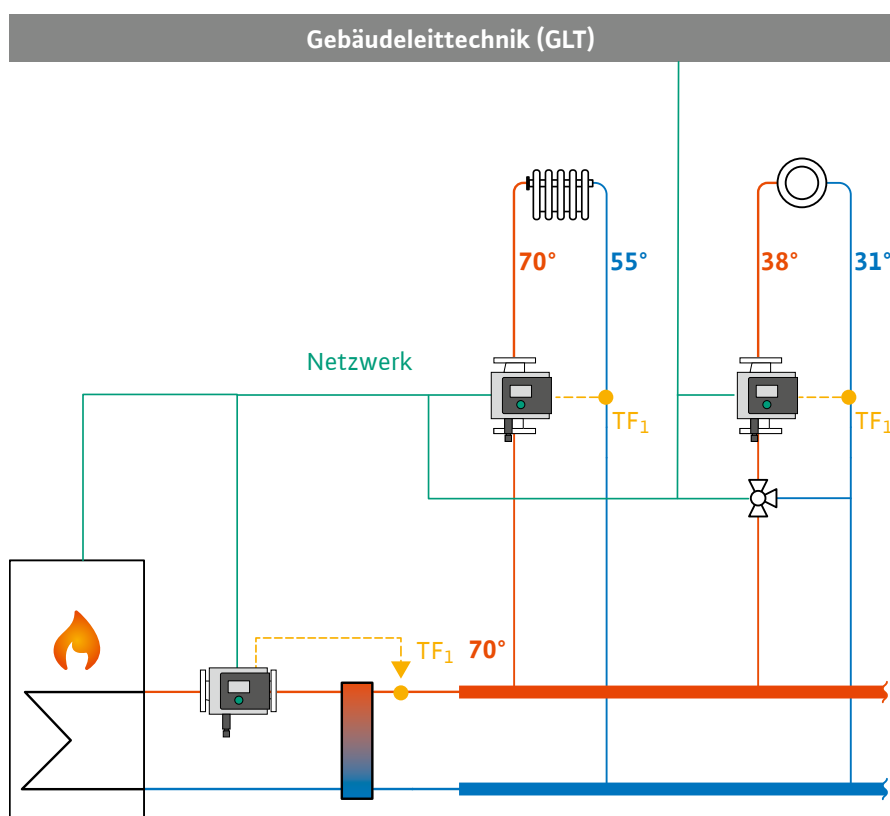 Gebäudeleittechnik (GLT)
70°
55°
38°
31°
Netzwerk
TF₁
TF₁
TF₁
70°